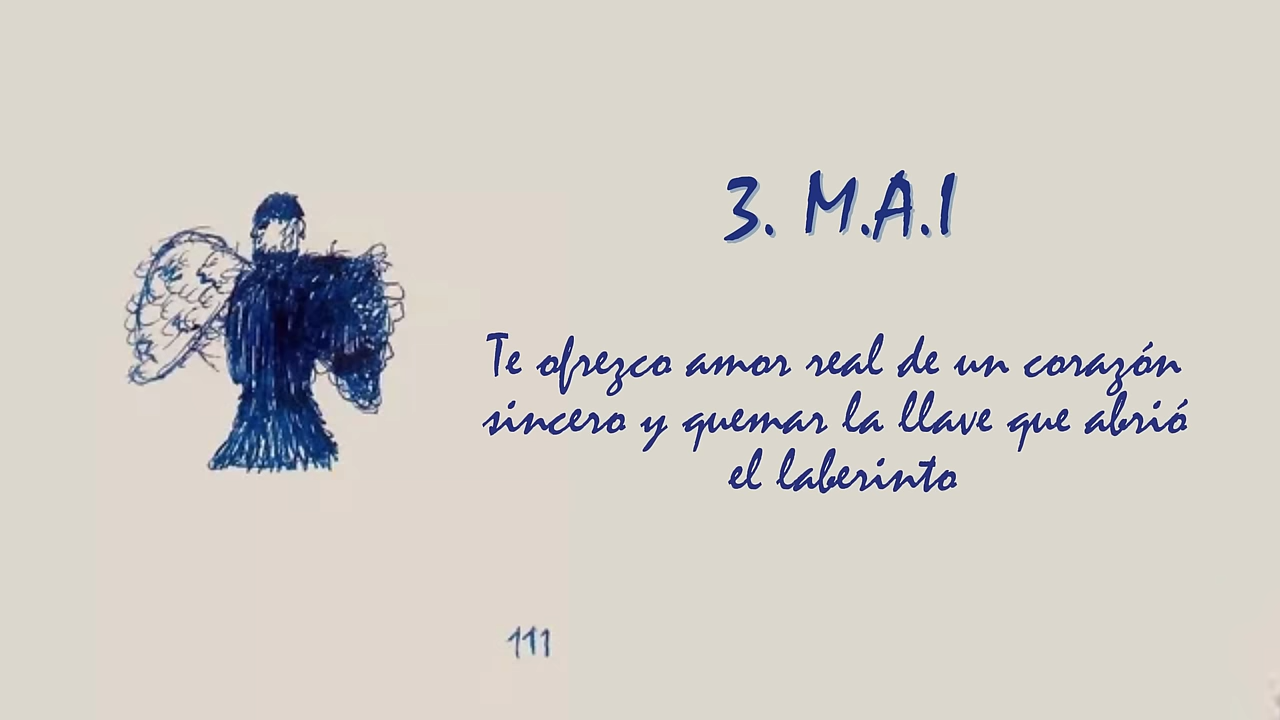 3. M.A.I
Te ofrezco amor real de un corazón
sincero y quemar la llave que abrió
el laberinto
111